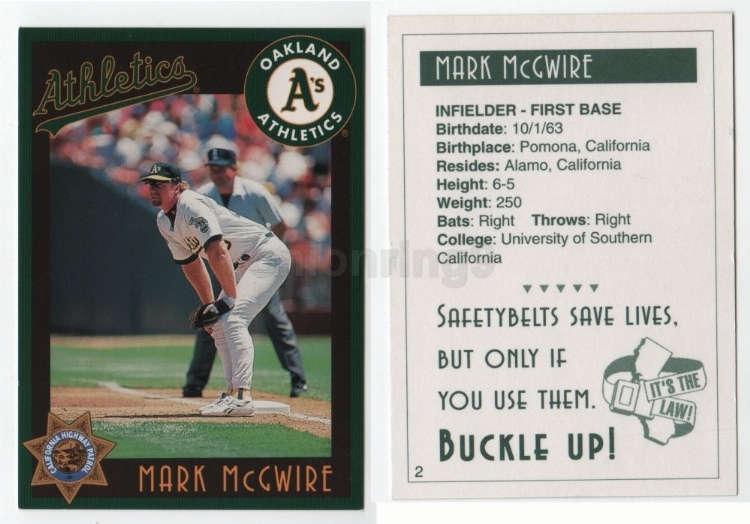 Athletics
OAKLAND
A's
ATHLETICS
®
CALIFORNIA HIGHWAY PATROL
MARK McGWIRE
MARK McGWIRE
INFIELDER - FIRST BASE
Birthdate: 10/1/63
Birthplace: Pomona, California
Resides: Alamo, California
Height: 6-5
Weight: 250
Bats: Right Throws: Right
College: University of Southern
California
SAFETYBELTS SAVE LIVES,
BUT ONLY IF
YOU USE THEM.
BUCKLE UP!
IT'S THE
LAW!
2